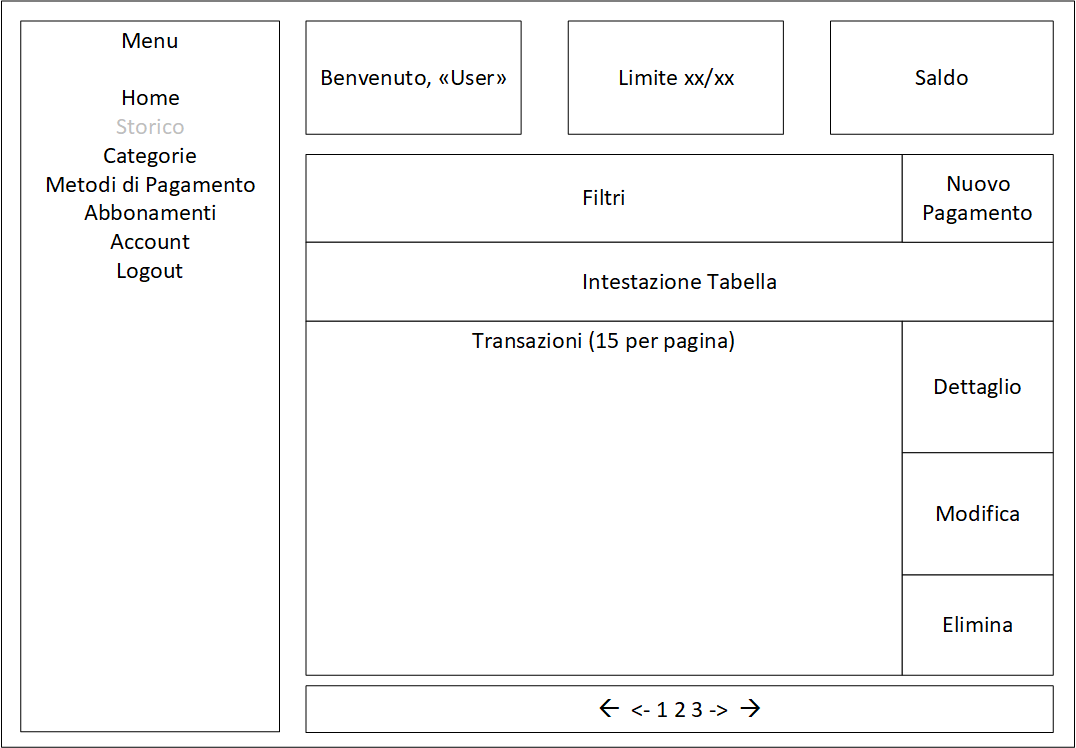 Menu
Home
Storico
Categorie
Metodi di Pagamento
Abbonamenti
Account
Logout
Benvenuto, «User»
Limite xx/xx
Saldo
Filtri
Nuovo
Pagamento
Intestazione Tabella
Transazioni (15 per pagina)
Dettaglio
Modifica
Elimina
← <- 1 2 3 -> →